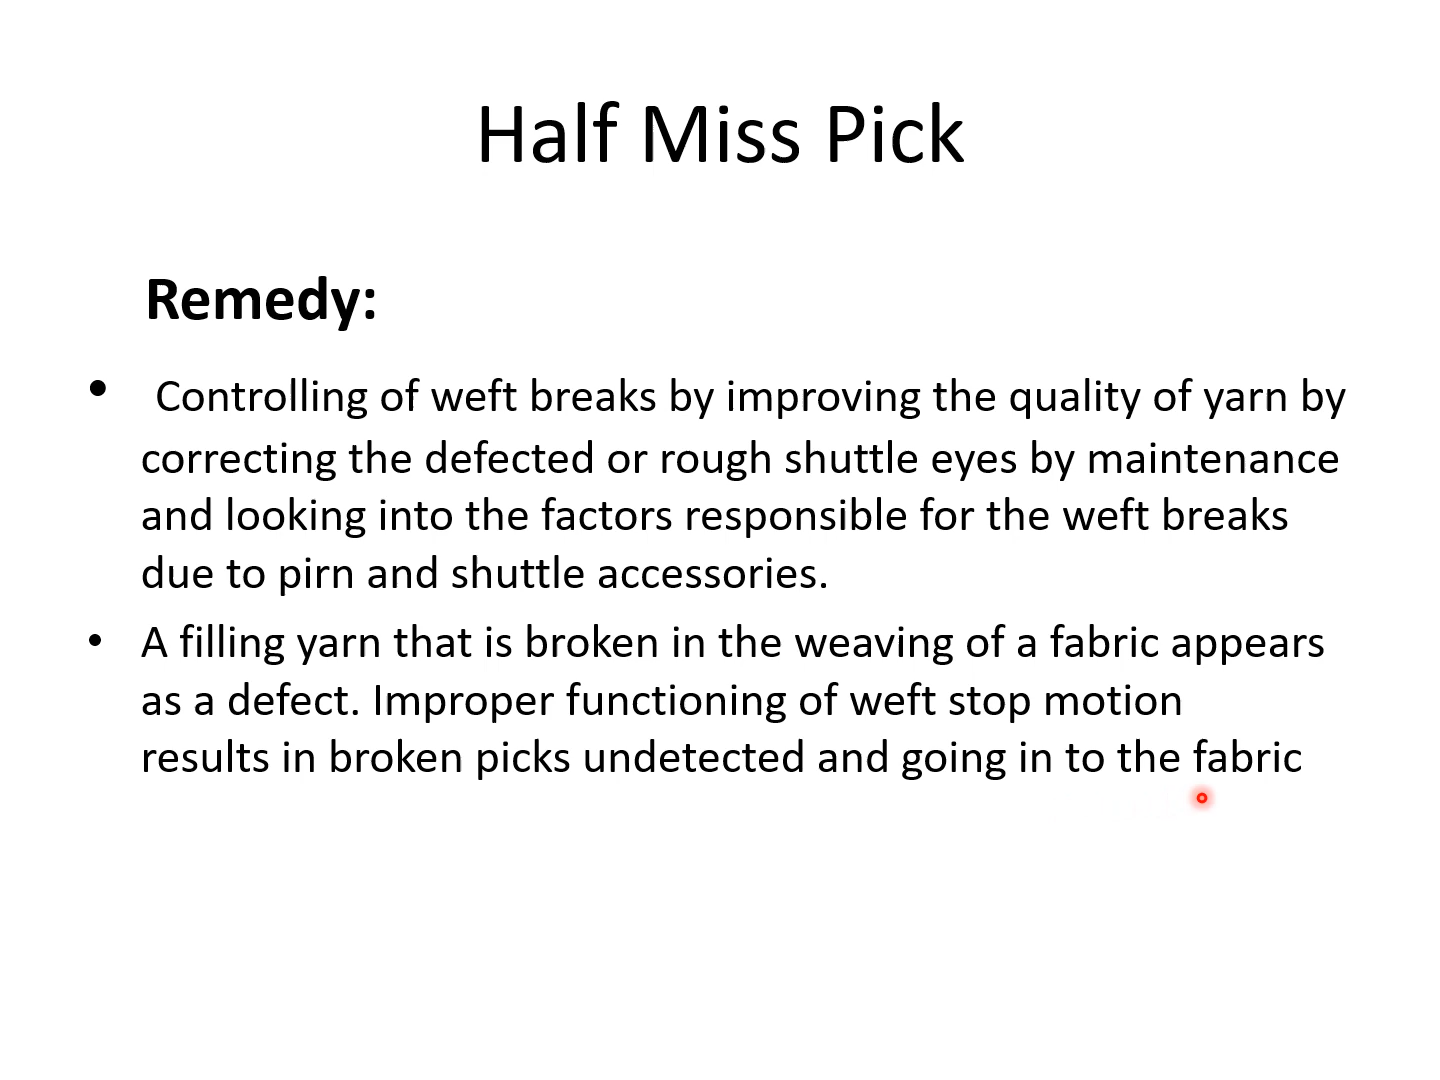 Half Miss Pick
Remedy:
• Controlling of weft breaks by improving the quality of yarn by
correcting the defected or rough shuttle eyes by maintenance
and looking into the factors responsible for the weft breaks
due to pirn and shuttle accessories.
• A filling yarn that is broken in the weaving of a fabric appears
as a defect. Improper functioning of weft stop motion
results in broken picks undetected and going in to the fabric